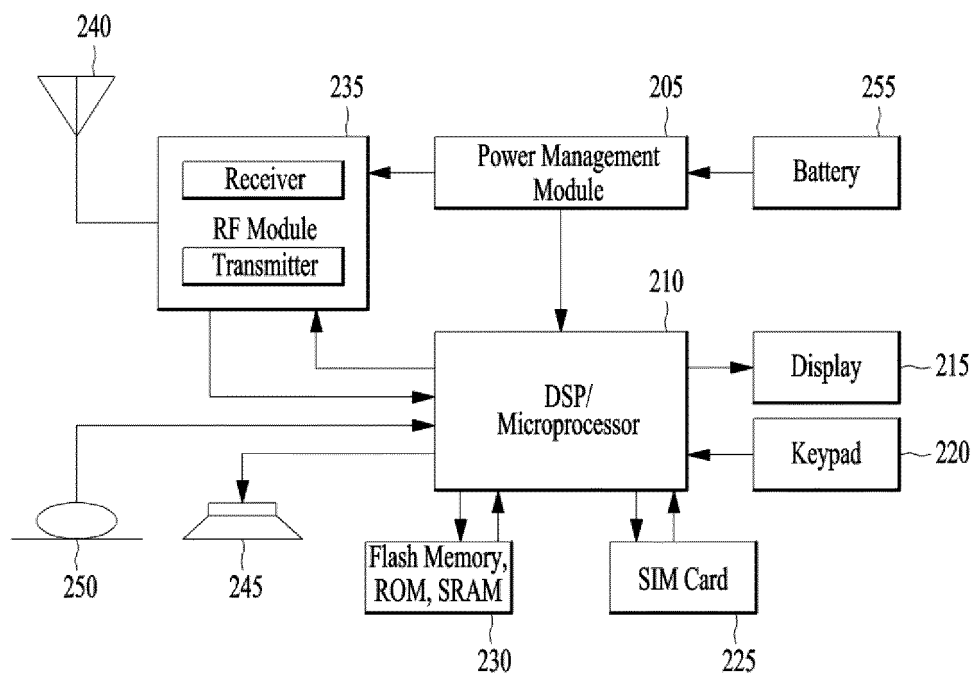 240
235
205
255
Receiver
RF Module
Transmitter
Power Management
Module
Battery
210
DSP/
Microprocessor
Display
215
Keypad
220
250
245
Flash Memory,
ROM, SRAM
230
SIM Card
225